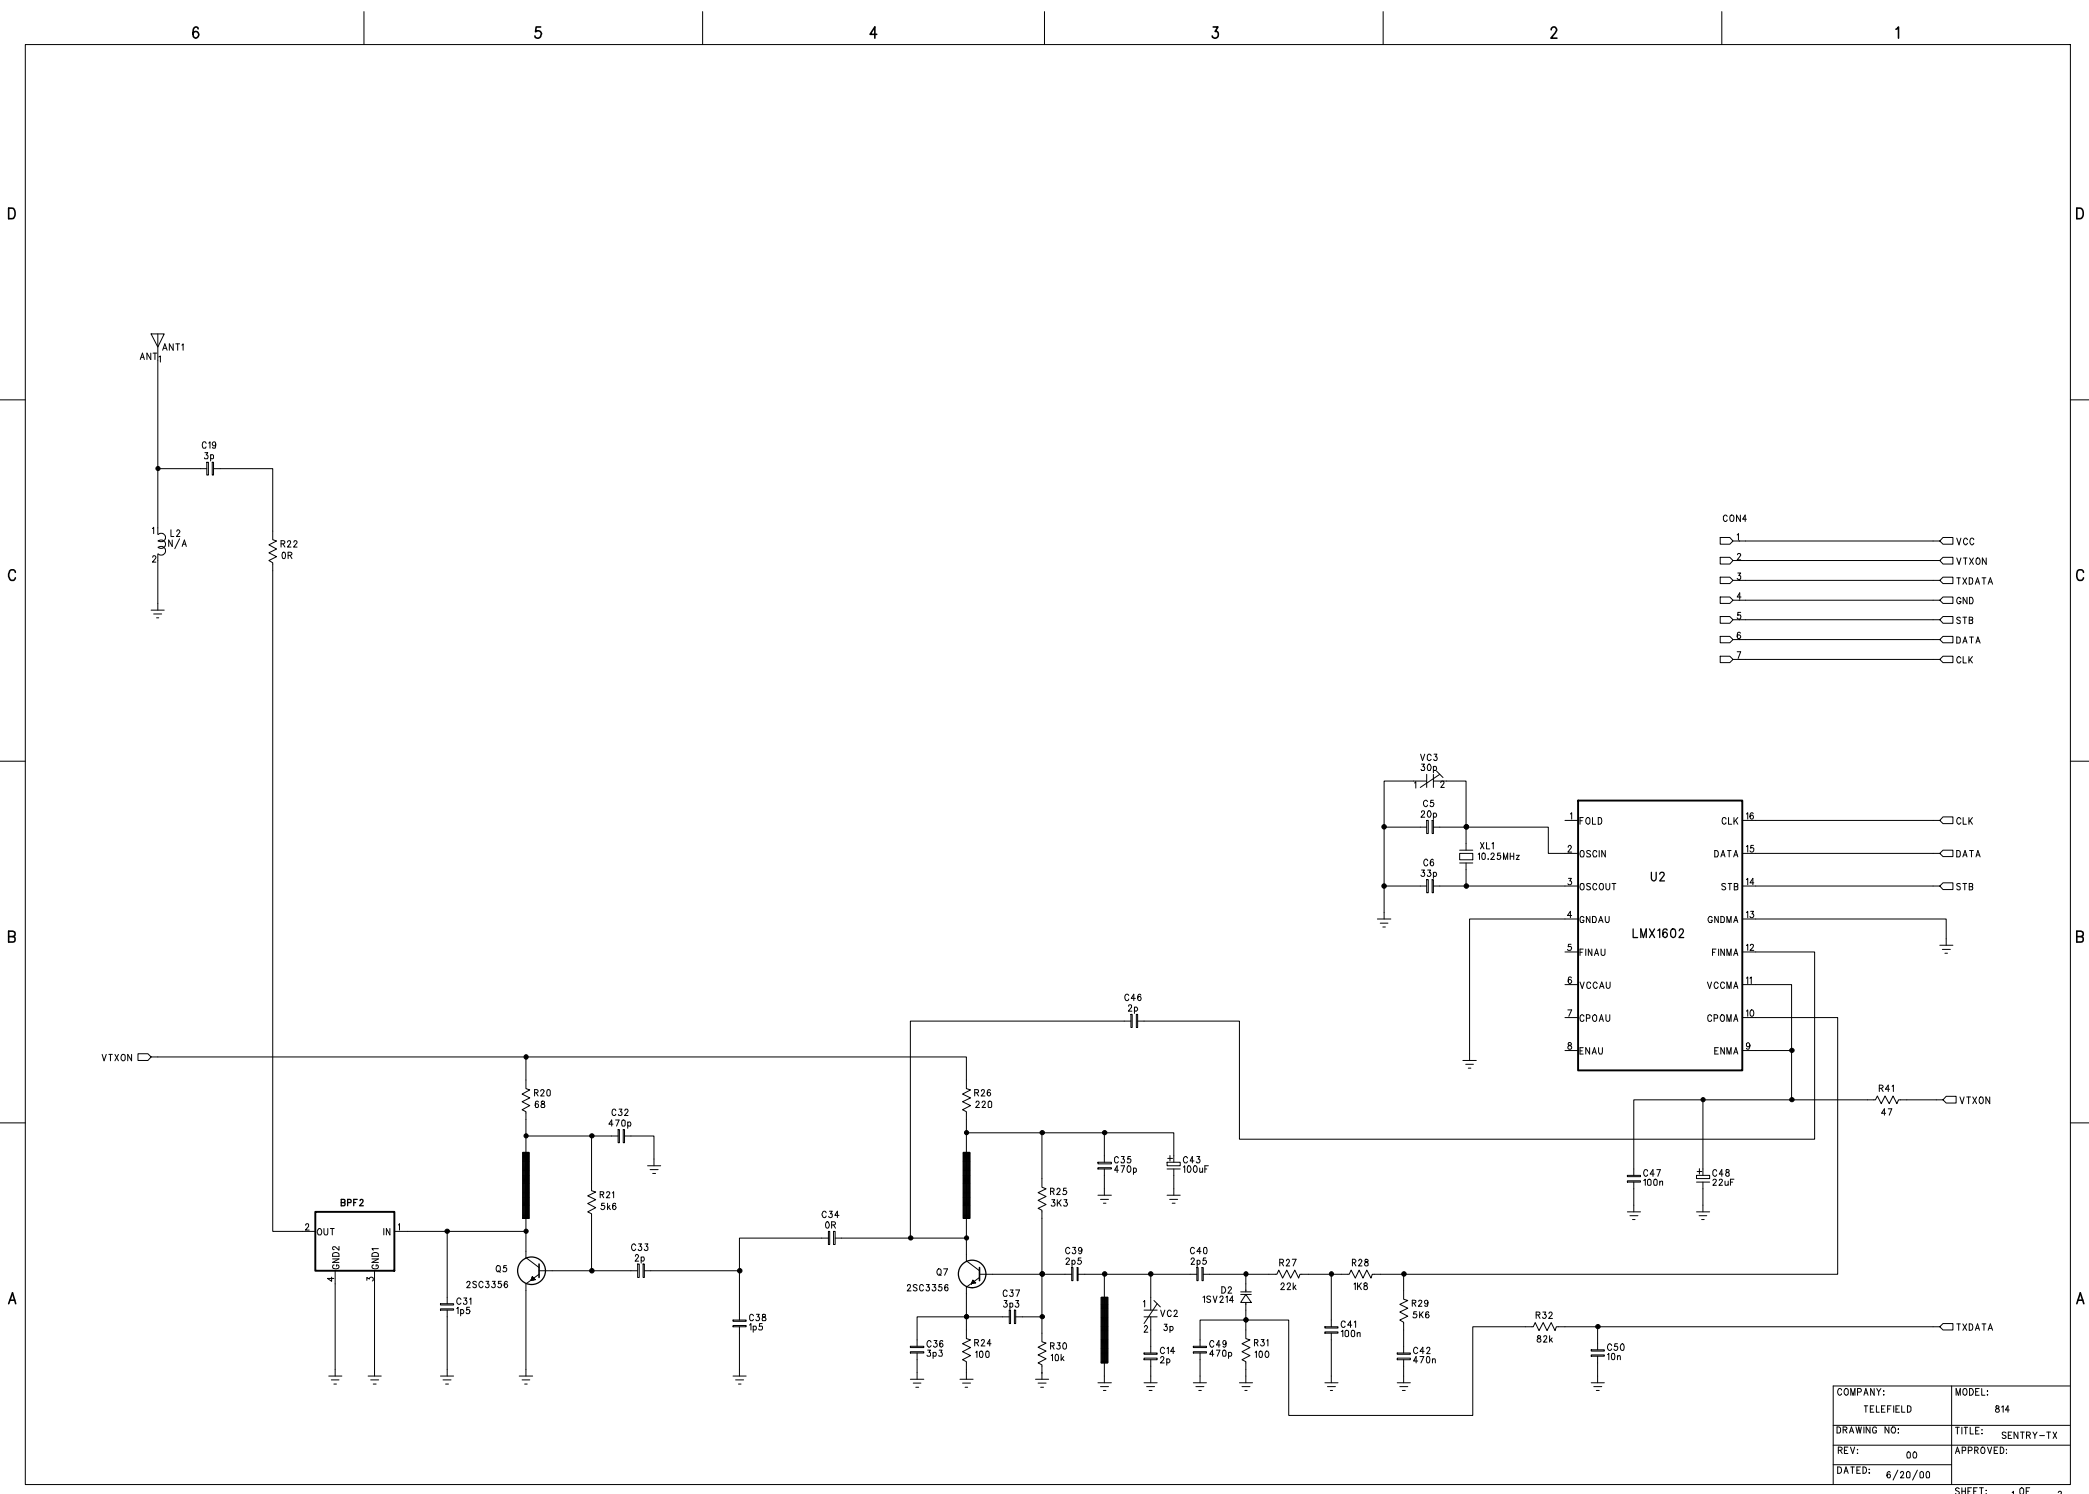 6 5 4 3 2 1
D D
ANT1
ANT 1
C19
3p
C C
1 L2
N/A
2
R22
0R
CON4
1 VCC
2 VTXON
3 TXDATA
4 GND
5 STB
6 DATA
7 CLK
VC3
30p
1 2
C5
20p
XL1
10.25MHz
C6
33p
1 FOLD CLK 16 CLK
2 OSCIN DATA 15 DATA
U2
3 OSCOUT STB 14 STB
4 GNDAU GNDMA 13
LMX1602
B B
5 FINAU FINMA 12
6 VCCAU VCCMA 11
7 CPOAU CPOMA 10
8 ENAU ENMA 9
C46
2p
VTXON
R20
68
R26
220
R41
47
VTXON
C32
470p
C35
470p
+ C43
100uF
C47
100n
+ C48
22uF
R21
5k6
R25
3K3
BPF2
2 OUT IN 1
GND2 GND1
4 3
C34
0R
C33
2p
Q5
2SC3356
Q7
2SC3356
C39
2p5
C40
2p5
R27
22k
R28
1K8
A A
C31
1p5
C38
1p5
C37
3p3
1 VC2
2 3p
D2
1SV214
R29
5K6
C41
100n
R32
82k
TXDATA
C36
3p3
R24
100
R30
10k
C14
2p
C49
470p
R31
100
C42
470n
C50
10n
COMPANY: MODEL:
TELEFIELD 814
DRAWING NO: TITLE: SENTRY-TX
REV: 00 APPROVED:
DATED: 6/20/00
SHEET: 1 OF